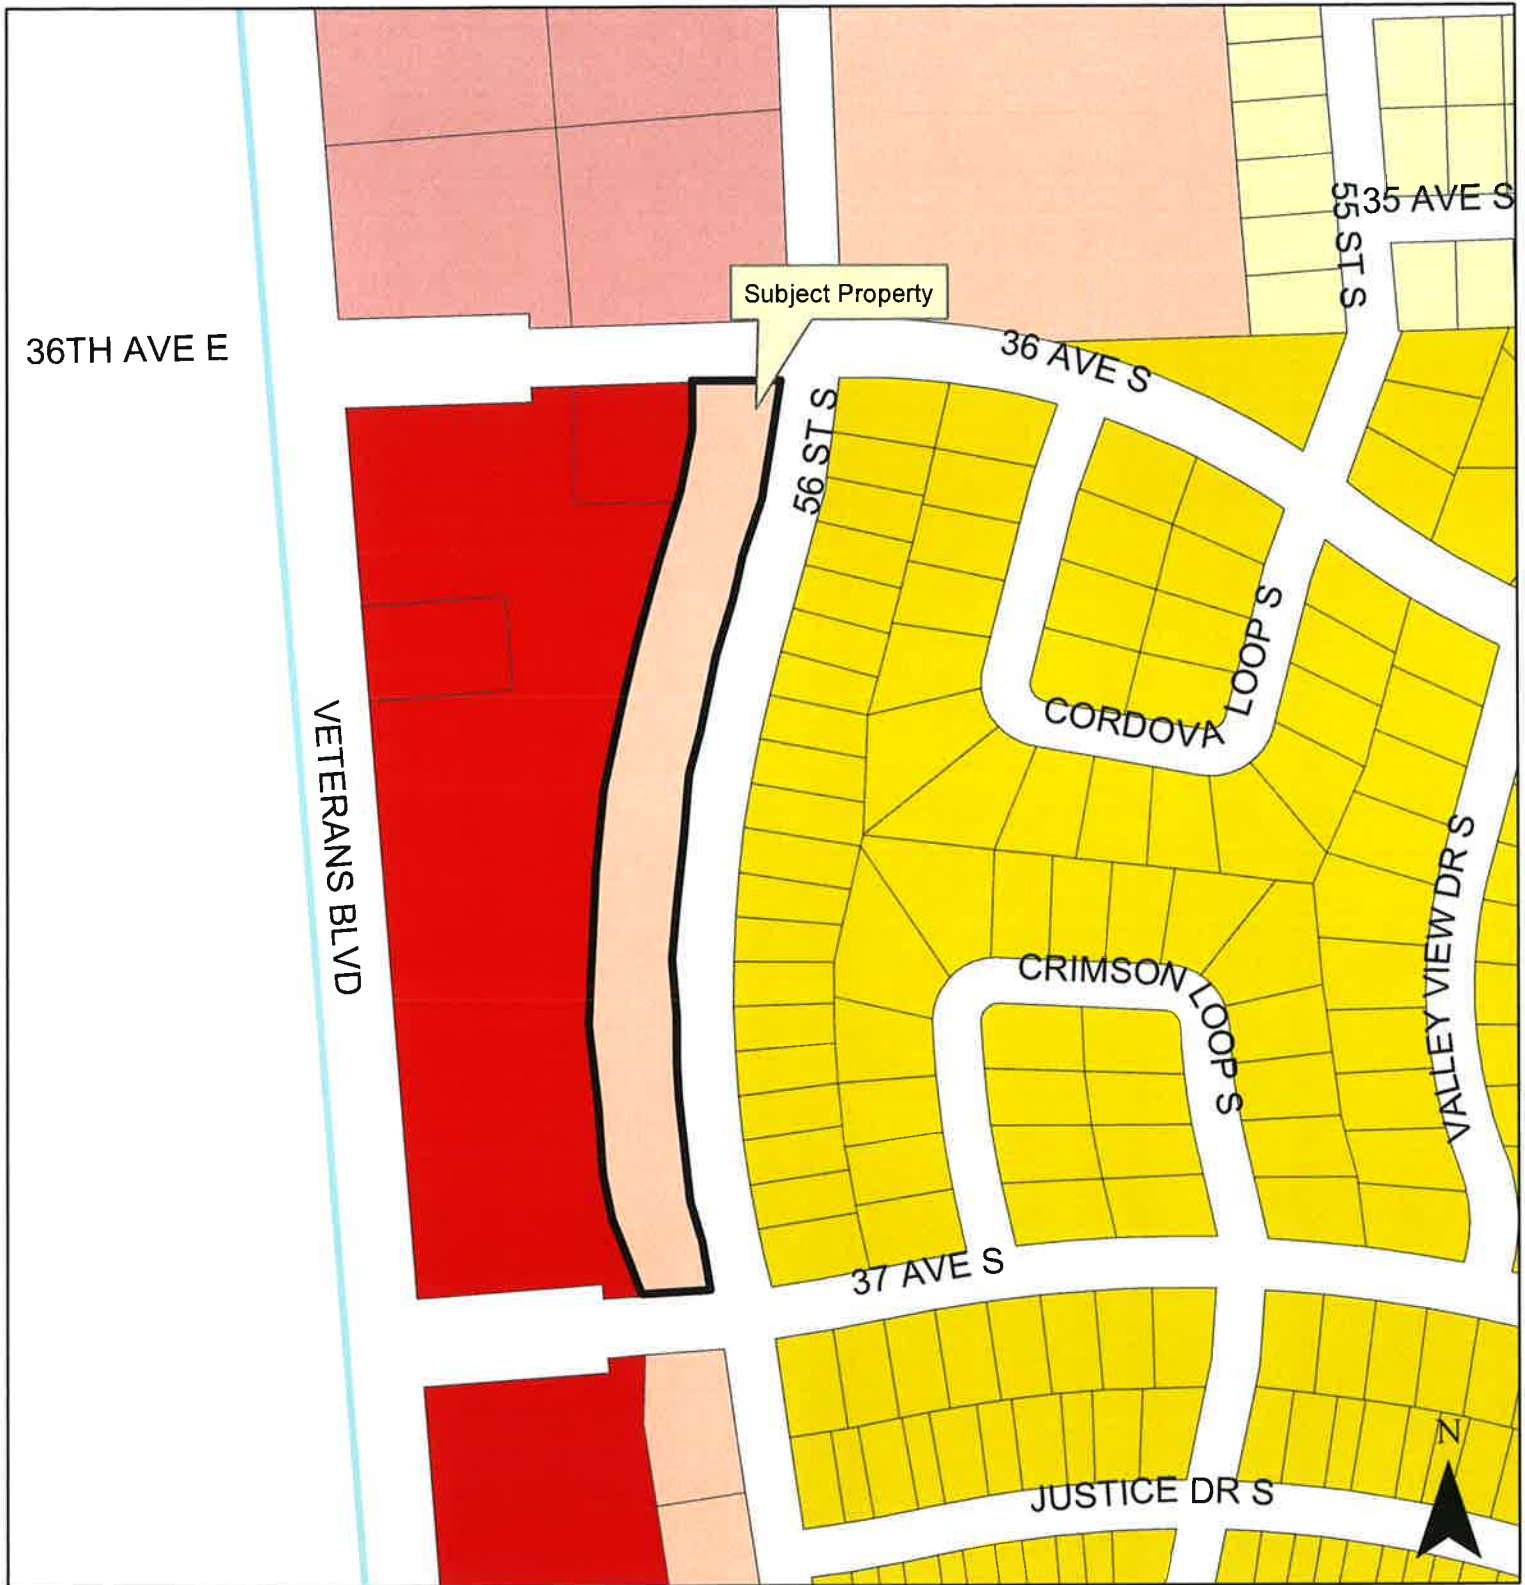 35 AVE S
55 ST S
Subject Property
36TH AVE E
36 AVE S
56 ST S
CORDOVA LOOP S
VETERANS BLVD
VALLEY VIEW DR S
CRIMSON LOOP S
37 AVE S
N
JUSTICE DR S